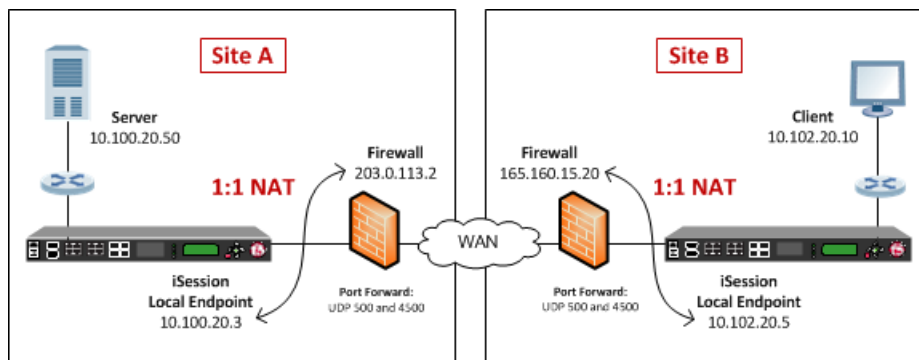 Site A
Server
10.100.20.50
Firewall
203.0.113.2
1:1 NAT
iSession
Local Endpoint
10.100.20.3
Port Forward:
UDP 500 and 4500
WAN
Site B
Client
10.102.20.10
Firewall
165.160.15.20
1:1 NAT
Port Forward:
UDP 500 and 4500
iSession
Local Endpoint
10.102.20.5